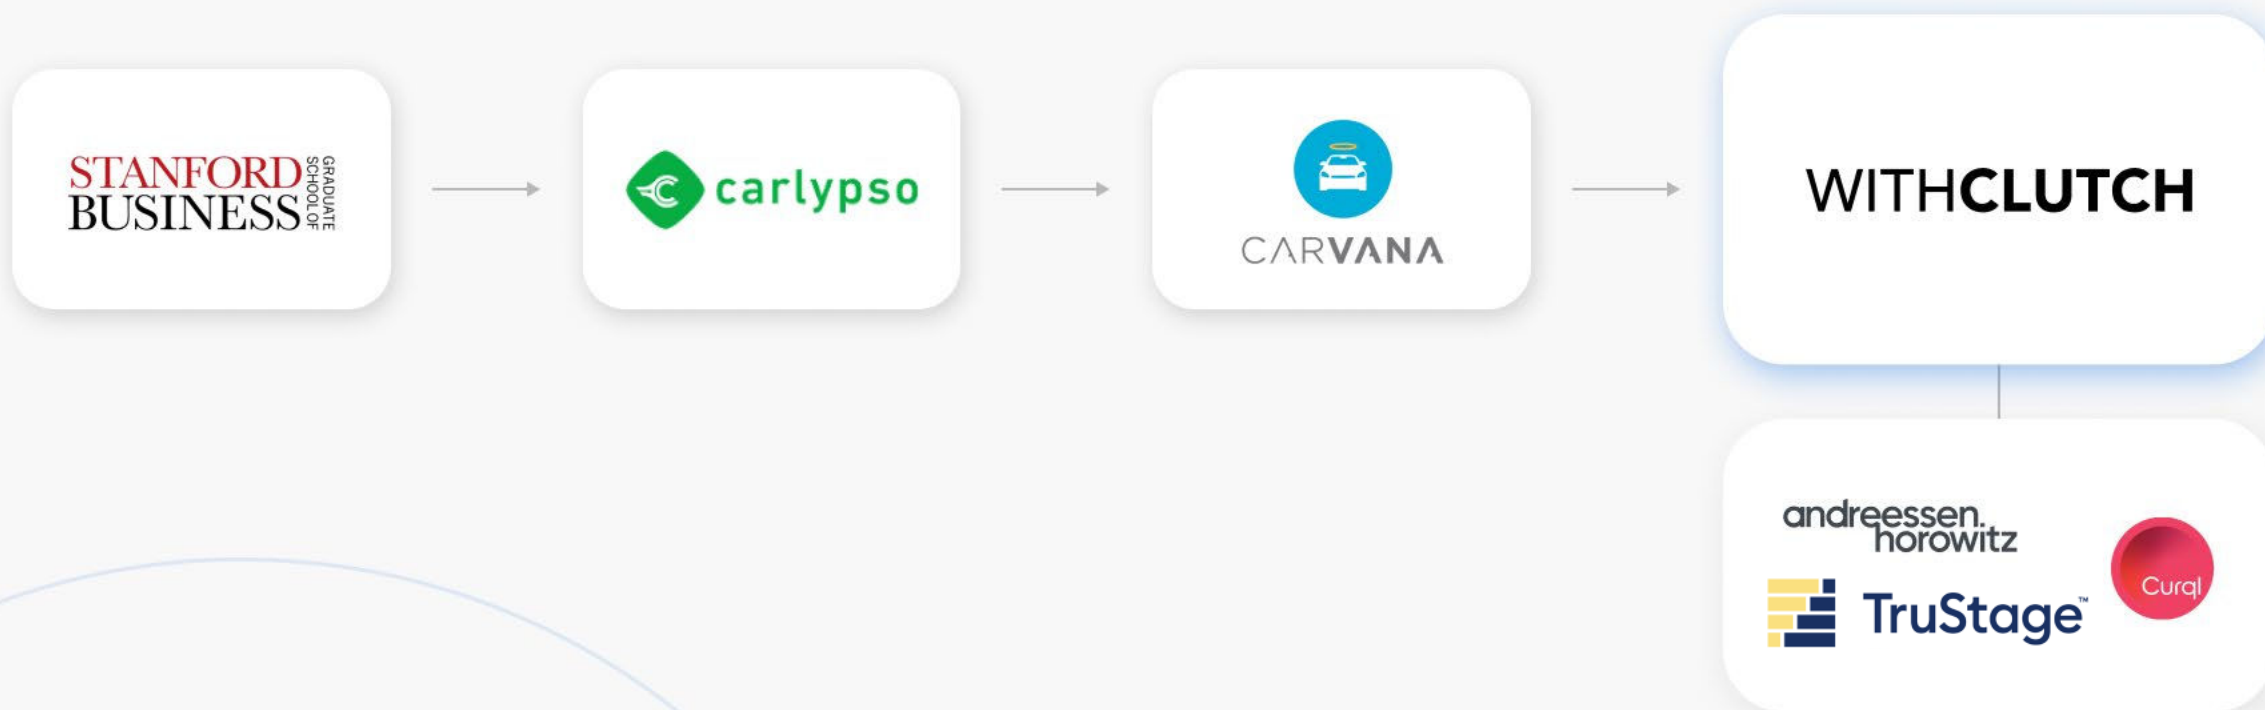 STANFORD
BUSINESS
GRADUATE
SCHOOL OF
carlypso
CARVANA
WITHCLUTCH
andreessen.
horowitz
TruStage™
Curql